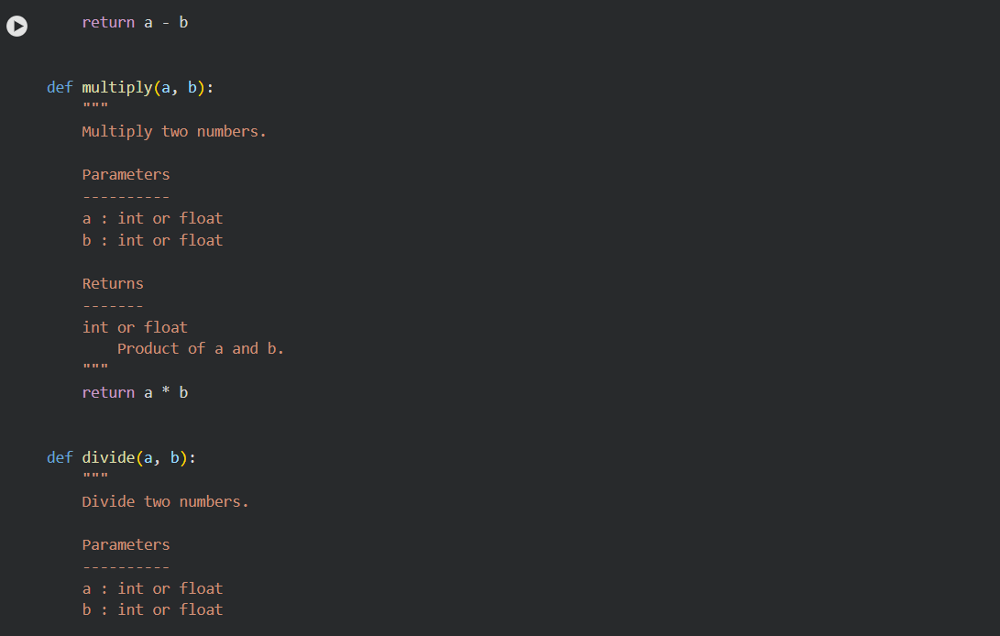 return a - b
def multiply(a, b):
"""
Multiply two numbers.
Parameters
----------
a : int or float
b : int or float
Returns
-------
int or float
Product of a and b.
"""
return a * b
def divide(a, b):
"""
Divide two numbers.
Parameters
----------
a : int or float
b : int or float